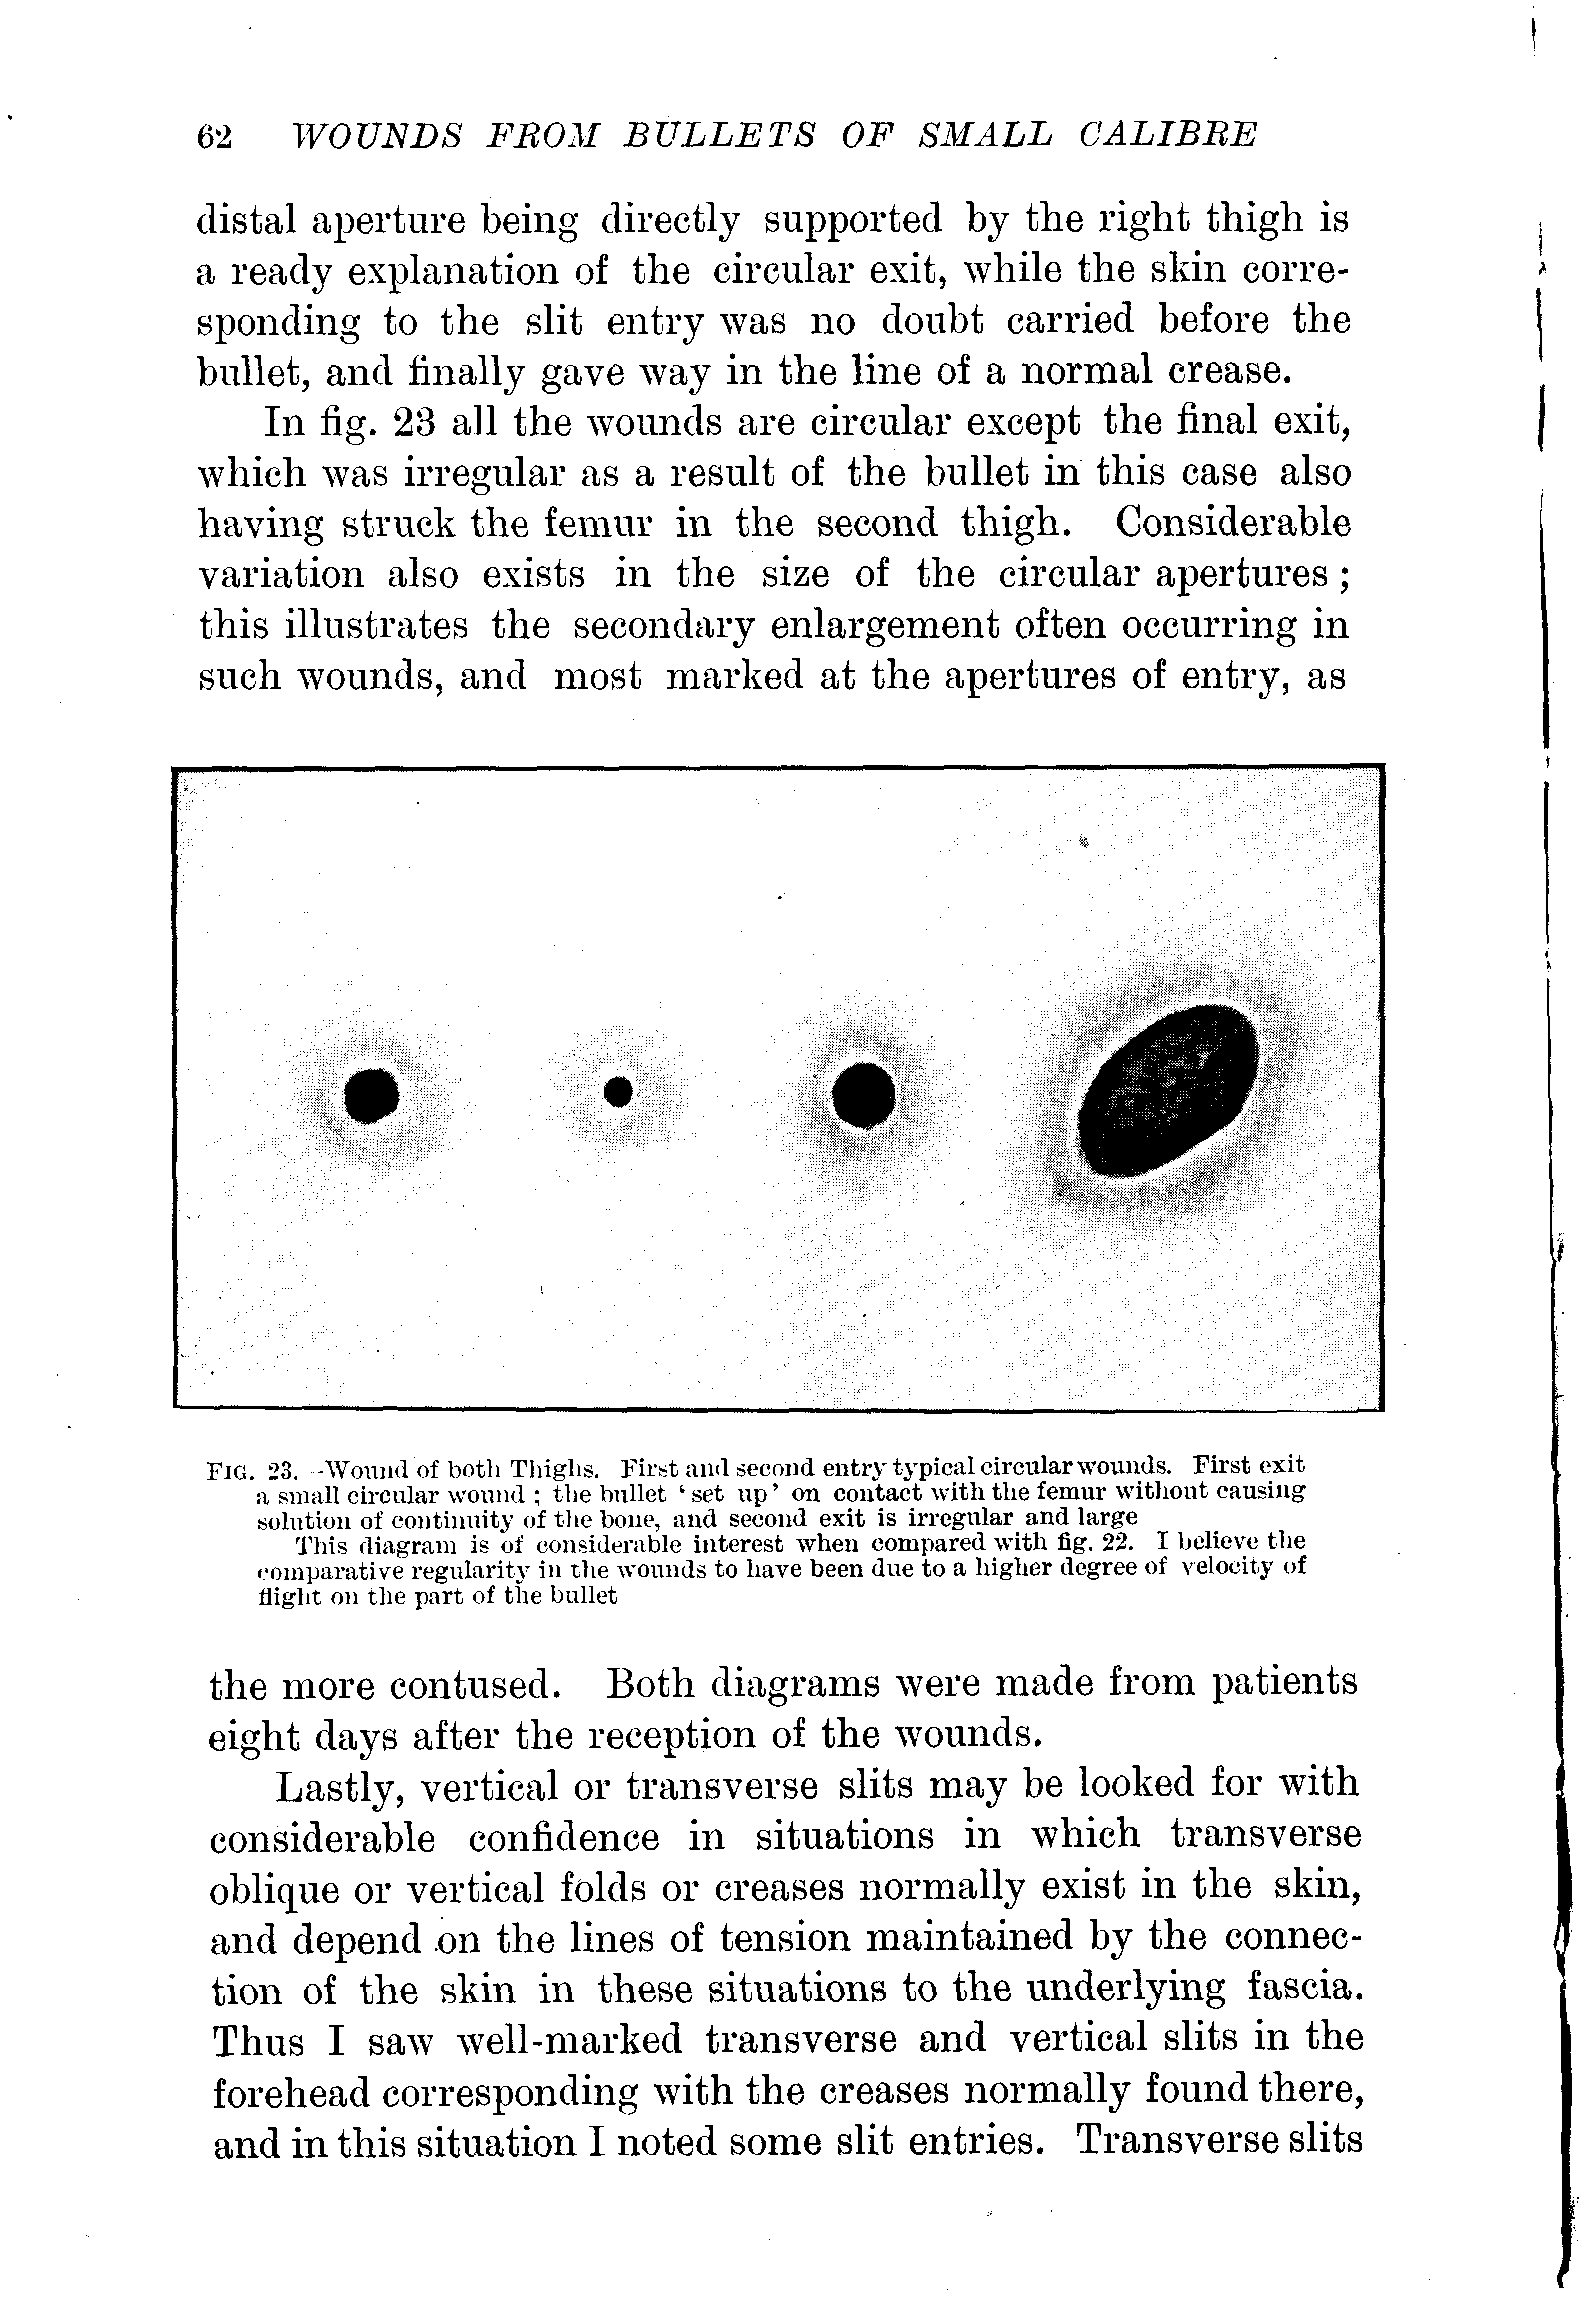 62 WOUNDS FROM BULLETS OF SMALL CALIBRE
distal aperture being directly supported by the right thigh is
a ready explanation of the circular exit, while the skin corre-
sponding to the slit entry was no doubt carried before the
bullet, and finally gave way in the line of a normal crease.
In fig. 23 all the wounds are circular except the final exit,
which was irregular as a result of the bullet in this case also
having struck the femur in the second thigh. Considerable
variation also exists in the size of the circular apertures ;
this illustrates the secondary enlargement often occurring in
such wounds, and most marked at the apertures of entry, as
FIG. 23. -Wound of both Thighs. First and second entry typical circular wounds. First exit
a small circular wound ; the bullet ‘set up’ on contact with the femur without causing
solution of continuity of the bone, and second exit is irregular and large
This diagram is of considerable interest when compared with fig. 22. I believe the
comparative regularity in the wounds to have been due to a higher degree of velocity of
flight on the part of the bullet
the more contused. Both diagrams were made from patients
eight days after the reception of the wounds.
Lastly, vertical or transverse slits may be looked for with
considerable confidence in situations in which transverse
oblique or vertical folds or creases normally exist in the skin,
and depend on the lines of tension maintained by the connec-
tion of the skin in these situations to the underlying fascia.
Thus I saw well-marked transverse and vertical slits in the
forehead corresponding with the creases normally found there,
and in this situation I noted some slit entries. Transverse slits